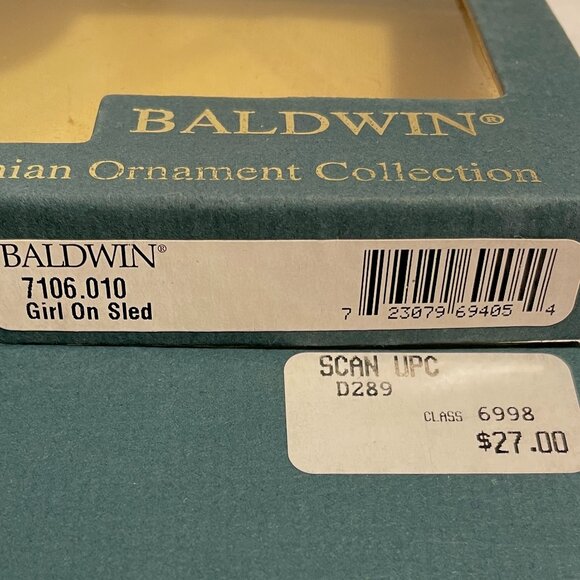 BALDWIN®
nian Ornament Collection
BALDWIN®
7106.010
Girl On Sled
7 23079 69405 4
SCAN UPC
D289
CLASS 6998
$27.00